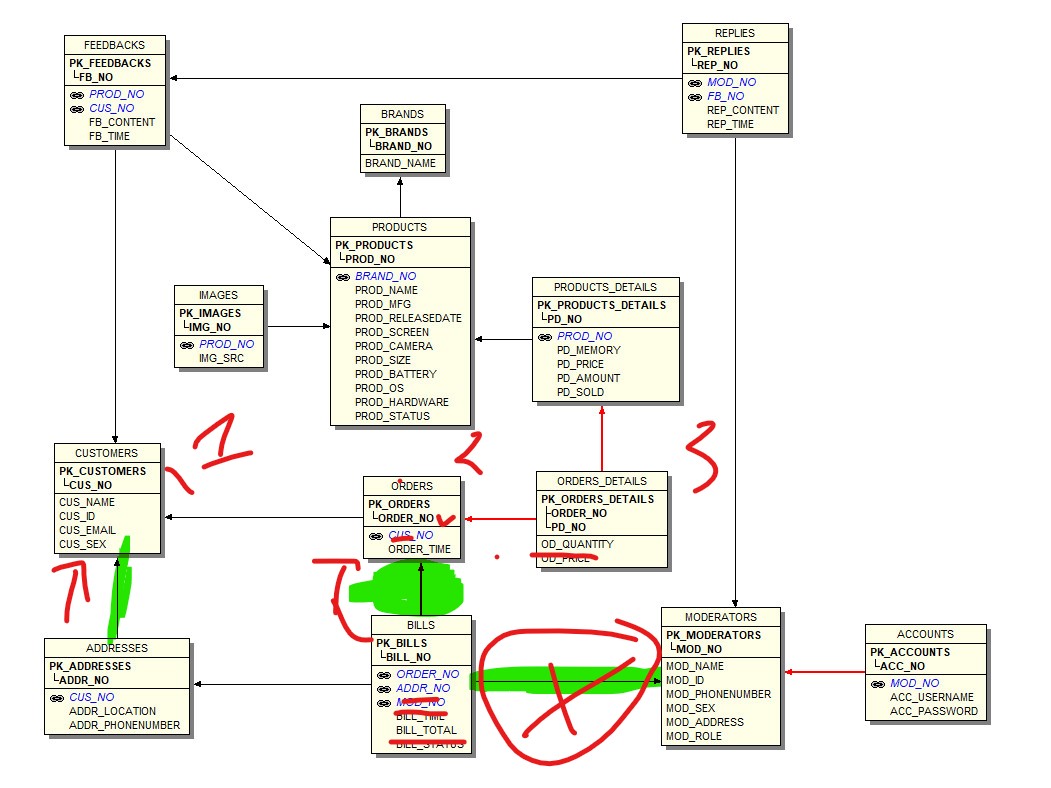 FEEDBACKS
PK_FEEDBACKS
FB_NO
PROD_NO
CUS_NO
FB_CONTENT
FB_TIME
REPLIES
PK_REPLIES
REP_NO
MOD_NO
FB_NO
REP_CONTENT
REP_TIME
BRANDS
PK_BRANDS
BRAND_NO
BRAND_NAME
PRODUCTS
PK_PRODUCTS
PROD_NO
BRAND_NO
PROD_NAME
PROD_MFG
PROD_RELEASEDATE
PROD_SCREEN
PROD_CAMERA
PROD_SIZE
PROD_BATTERY
PROD_OS
PROD_HARDWARE
PROD_STATUS
IMAGES
PK_IMAGES
IMG_NO
PROD_NO
IMG_SRC
PRODUCTS_DETAILS
PK_PRODUCTS_DETAILS
PD_NO
PROD_NO
PD_MEMORY
PD_PRICE
PD_AMOUNT
PD_SOLD
1
2
3
CUSTOMERS
PK_CUSTOMERS
CUS_NO
CUS_NAME
CUS_ID
CUS_EMAIL
CUS_SEX
ORDERS
PK_ORDERS
ORDER_NO
CUS_NO
ORDER_TIME
ORDERS_DETAILS
PK_ORDERS_DETAILS
ORDER_NO
PD_NO
OD_QUANTITY
OD_PRICE
ADDRESSES
PK_ADDRESSES
ADDR_NO
CUS_NO
ADDR_LOCATION
ADDR_PHONENUMBER
BILLS
PK_BILLS
BILL_NO
ORDER_NO
ADDR_NO
MOD_NO
BILL_TIME
BILL_TOTAL
BILL_STATUS
MODERATORS
PK_MODERATORS
MOD_NO
MOD_NAME
MOD_ID
MOD_PHONENUMBER
MOD_SEX
MOD_ADDRESS
MOD_ROLE
ACCOUNTS
PK_ACCOUNTS
ACC_NO
MOD_NO
ACC_USERNAME
ACC_PASSWORD